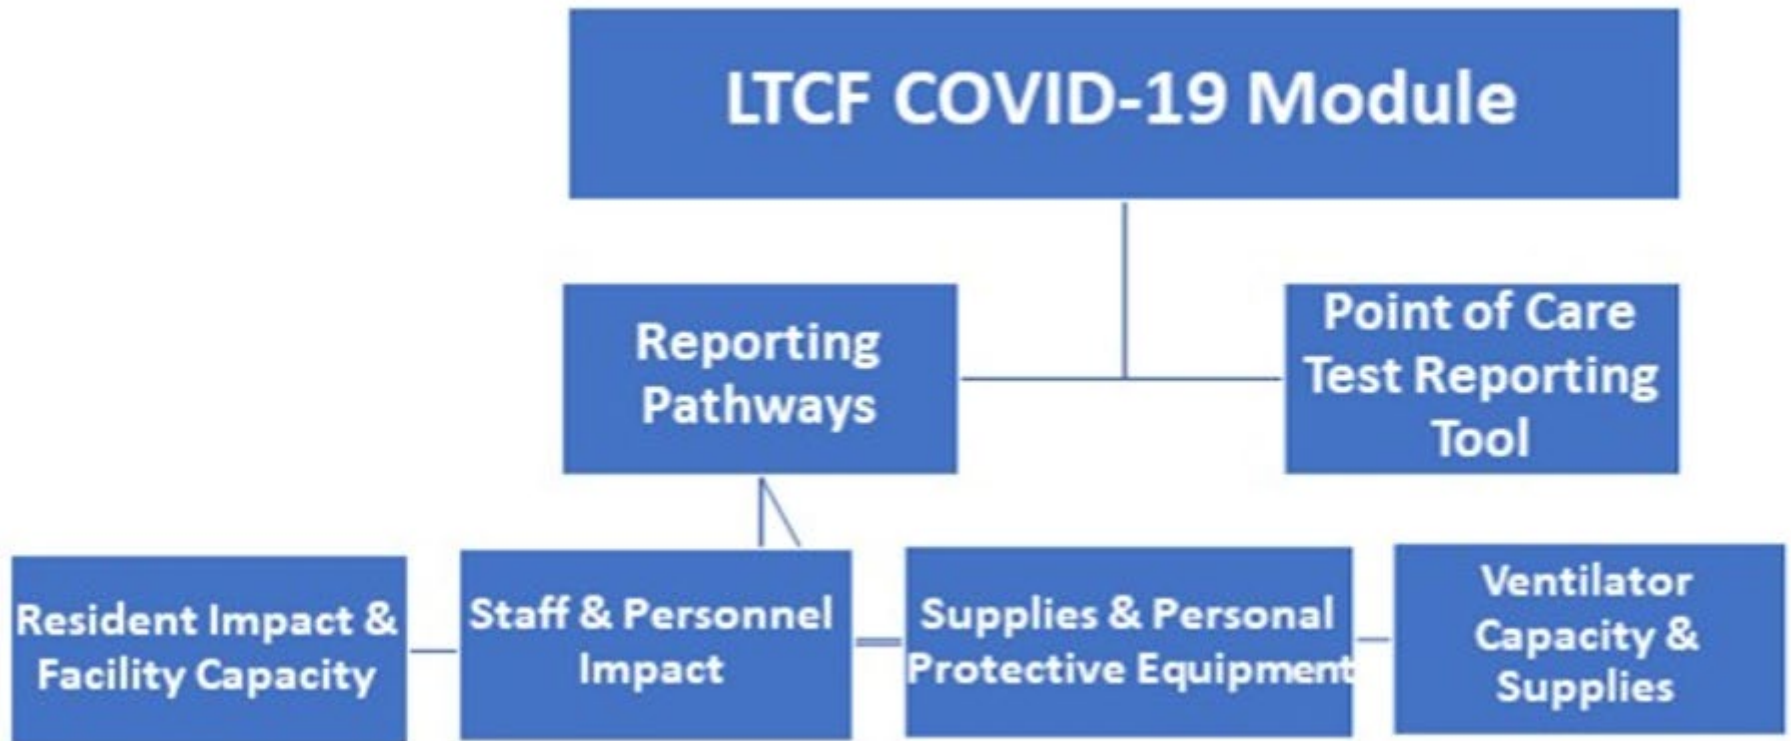 LTCF COVID-19 Module
Reporting
Pathways
Point of Care
Test Reporting
Tool
Resident Impact &
Facility Capacity
Staff & Personnel
Impact
Supplies & Personal
Protective Equipment
Ventilator
Capacity &
Supplies